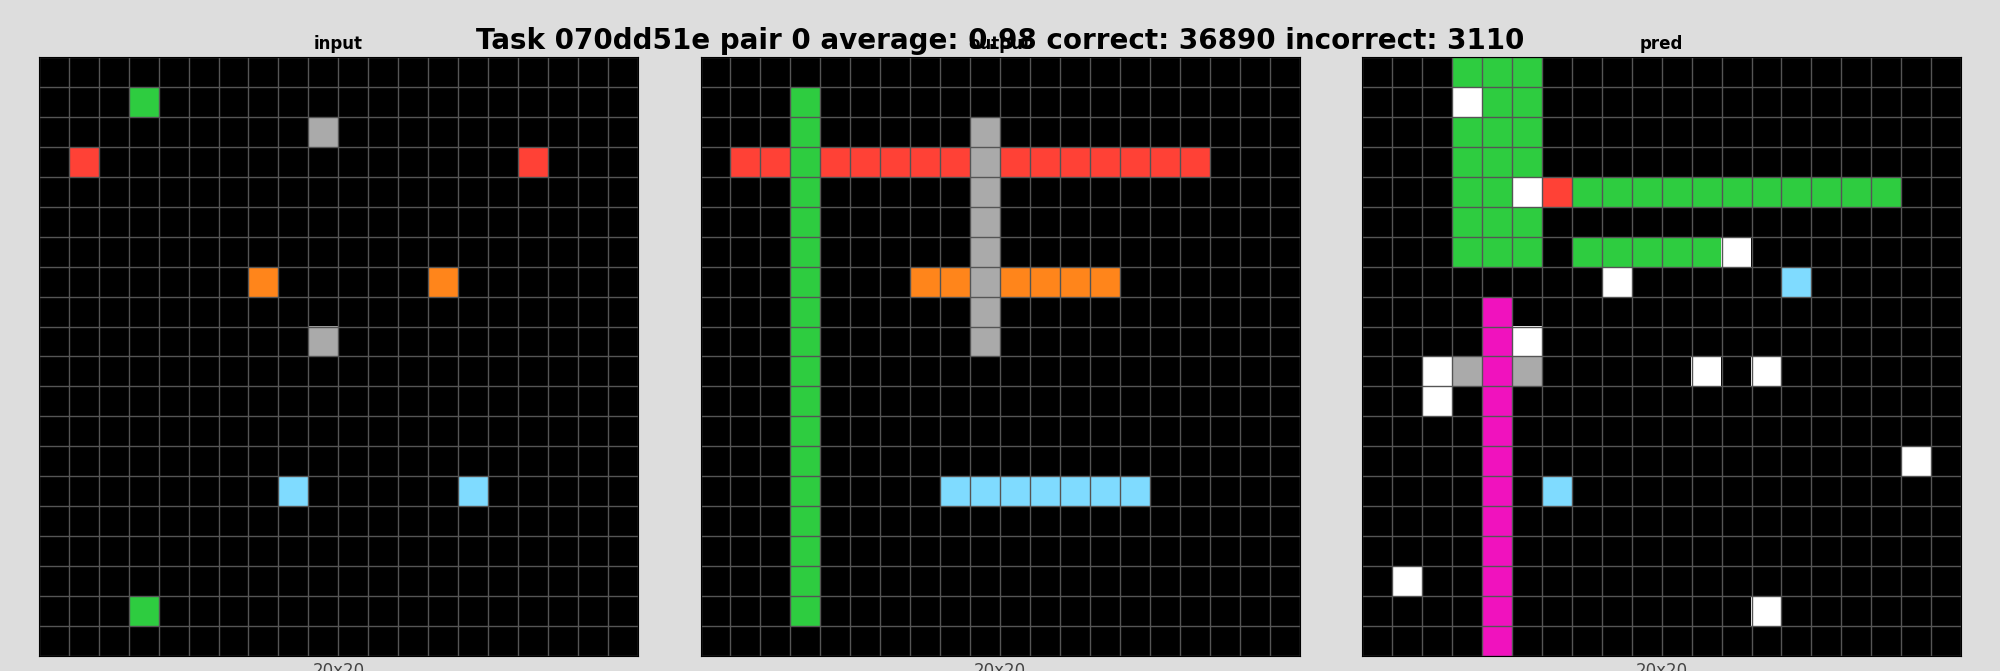 Task 070dd51e pair 0 average: 0.98 correct: 36890 incorrect: 3110
input
output
pred
20x20
20x20
20x20